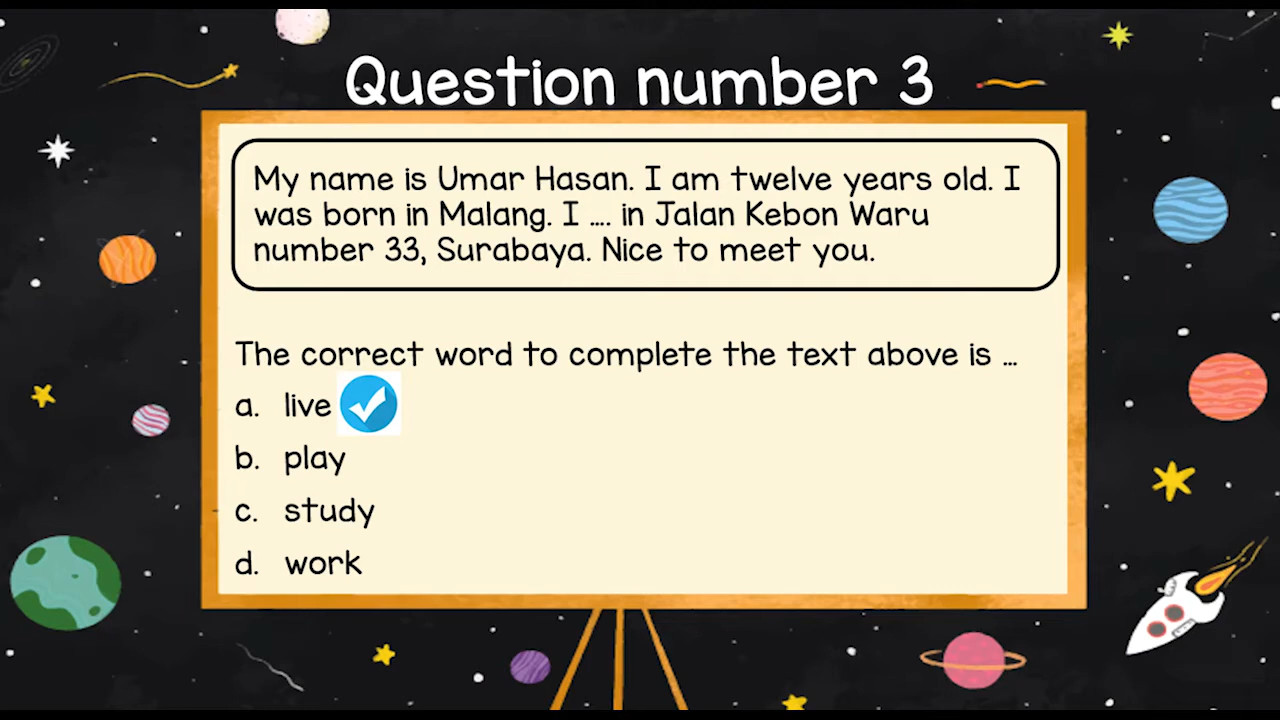 Question number 3
My name is Umar Hasan. I am twelve years old. I
was born in Malang. I .... in Jalan Kebon Waru
number 33, Surabaya. Nice to meet you.
The correct word to complete the text above is ...
a. live
b. play
c. study
d. work